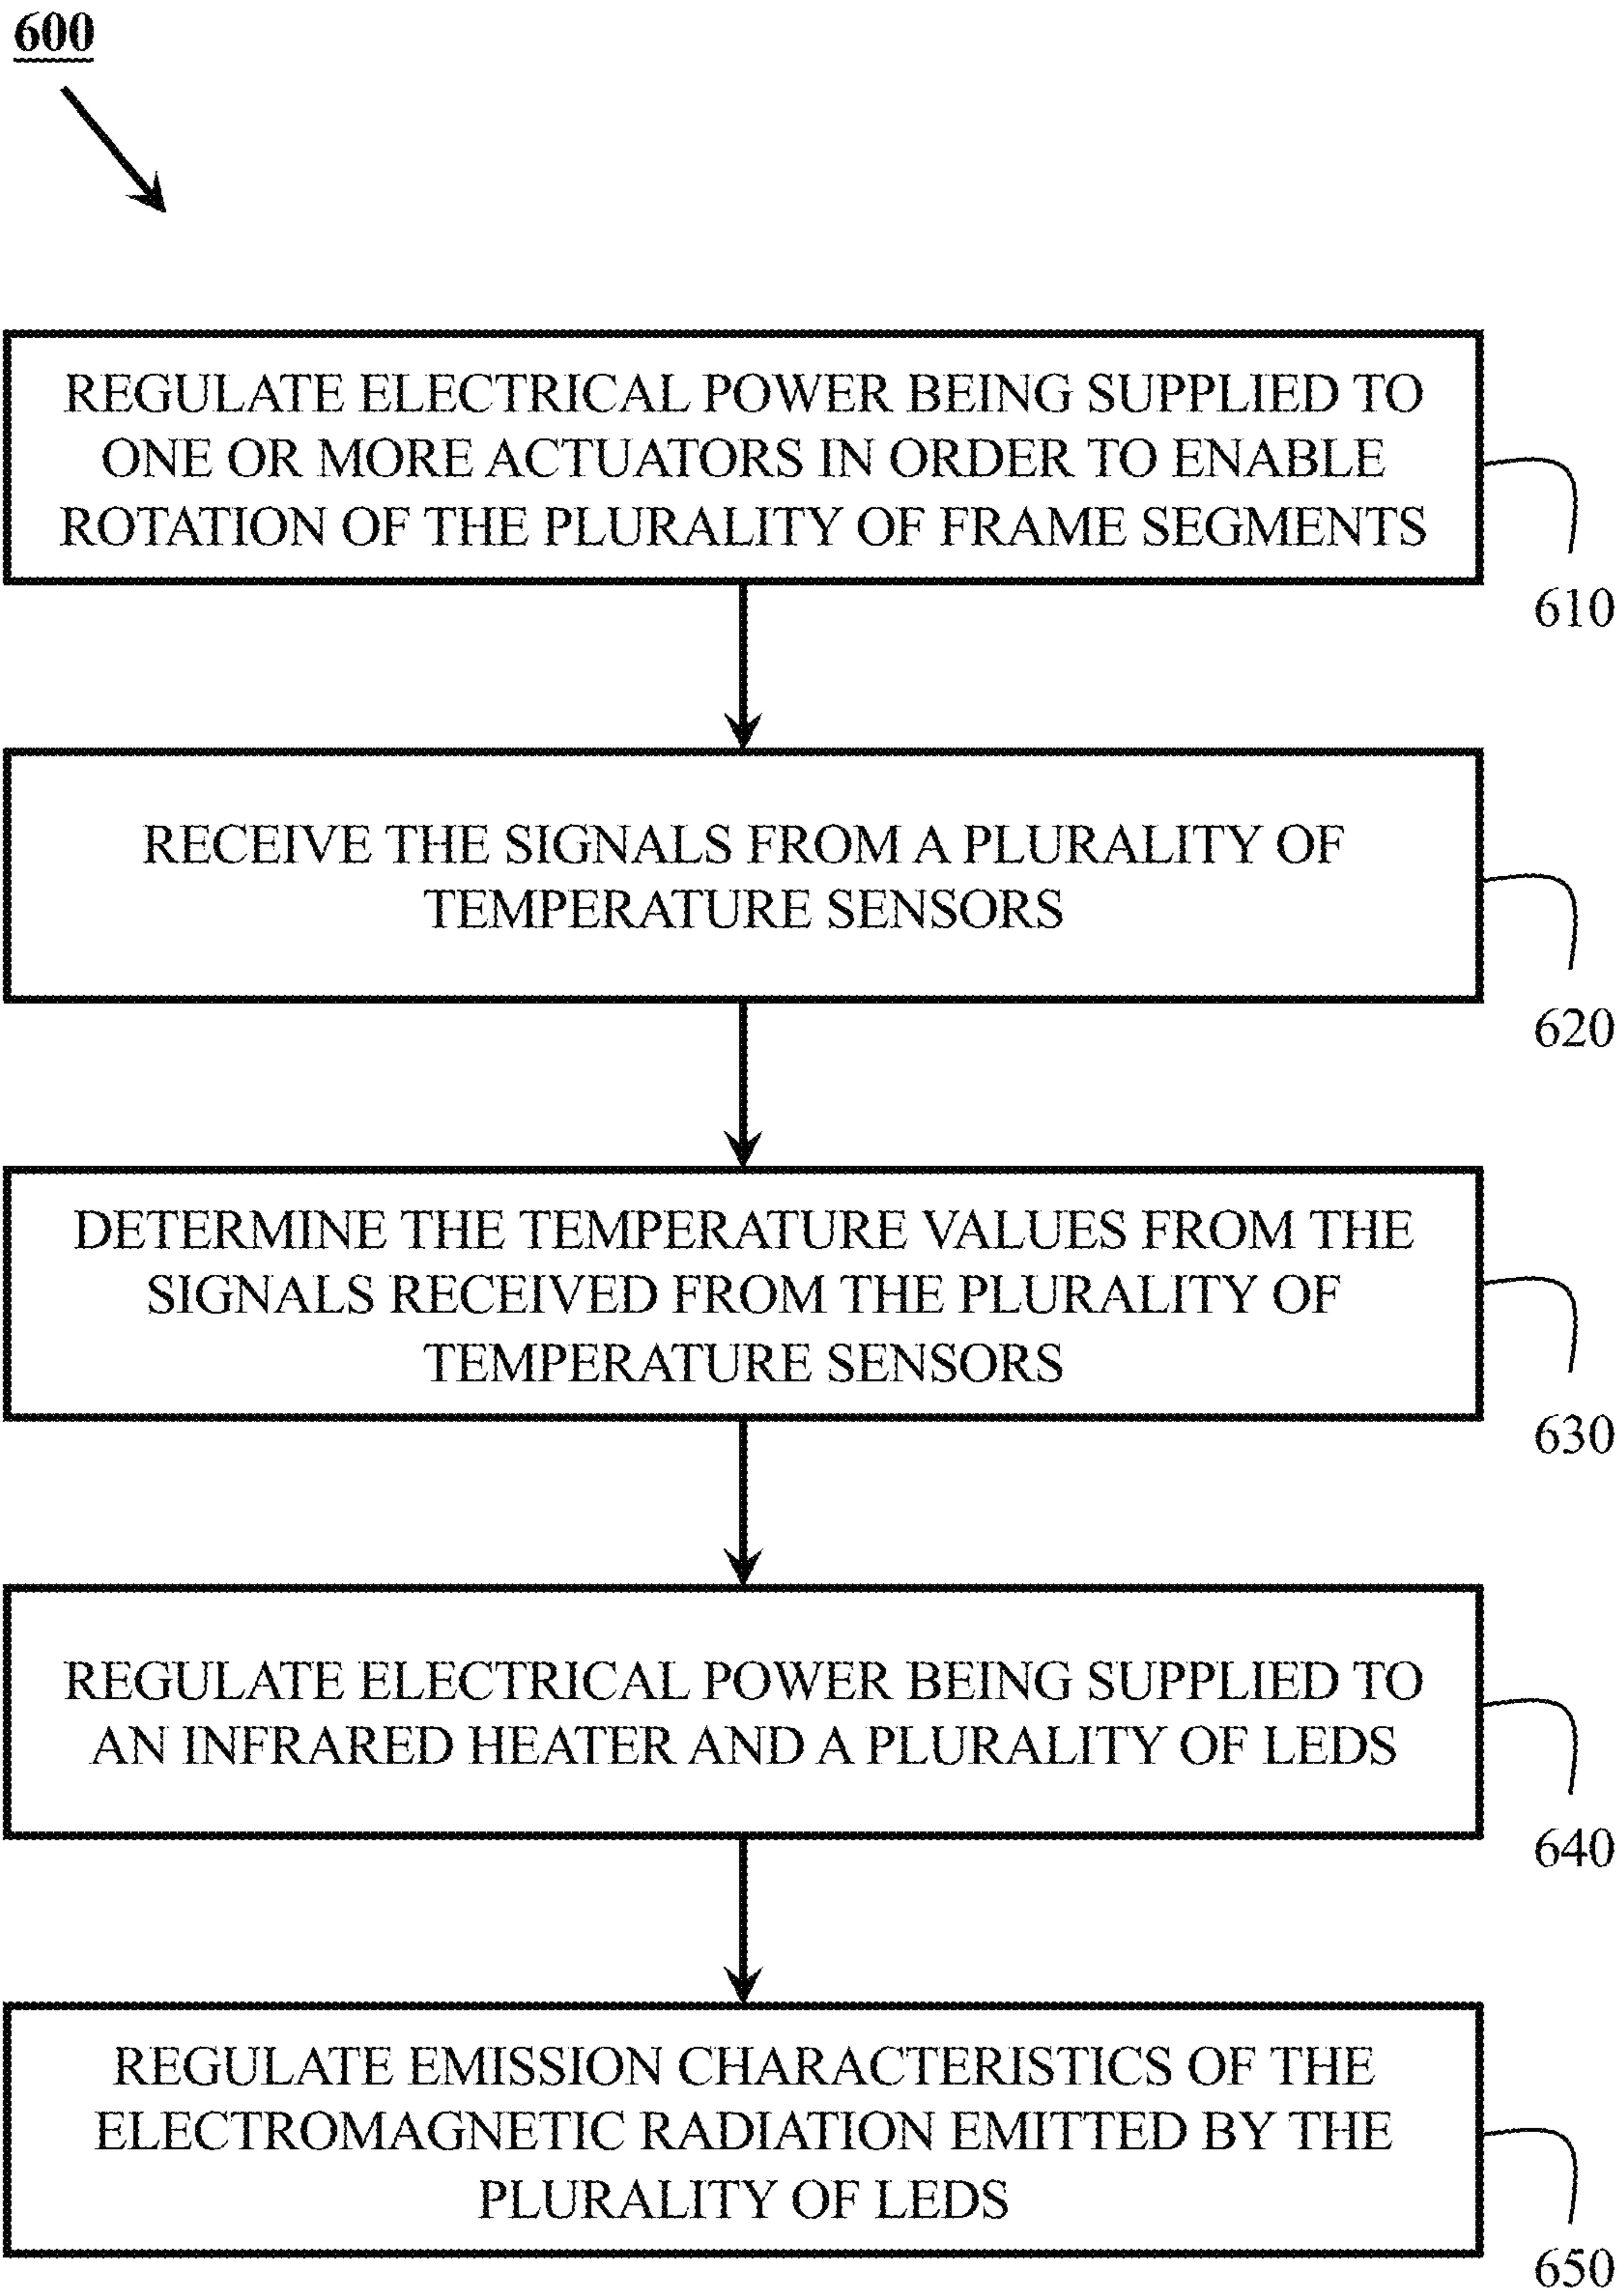 600
REGULATE ELECTRICAL POWER BEING SUPPLIED TO
ONE OR MORE ACTUATORS IN ORDER TO ENABLE
ROTATION OF THE PLURALITY OF FRAME SEGMENTS
610
RECEIVE THE SIGNALS FROM A PLURALITY OF
TEMPERATURE SENSORS
620
DETERMINE THE TEMPERATURE VALUES FROM THE
SIGNALS RECEIVED FROM THE PLURALITY OF
TEMPERATURE SENSORS
630
REGULATE ELECTRICAL POWER BEING SUPPLIED TO
AN INFRARED HEATER AND A PLURALITY OF LEDS
640
REGULATE EMISSION CHARACTERISTICS OF THE
ELECTROMAGNETIC RADIATION EMITTED BY THE
PLURALITY OF LEDS
650